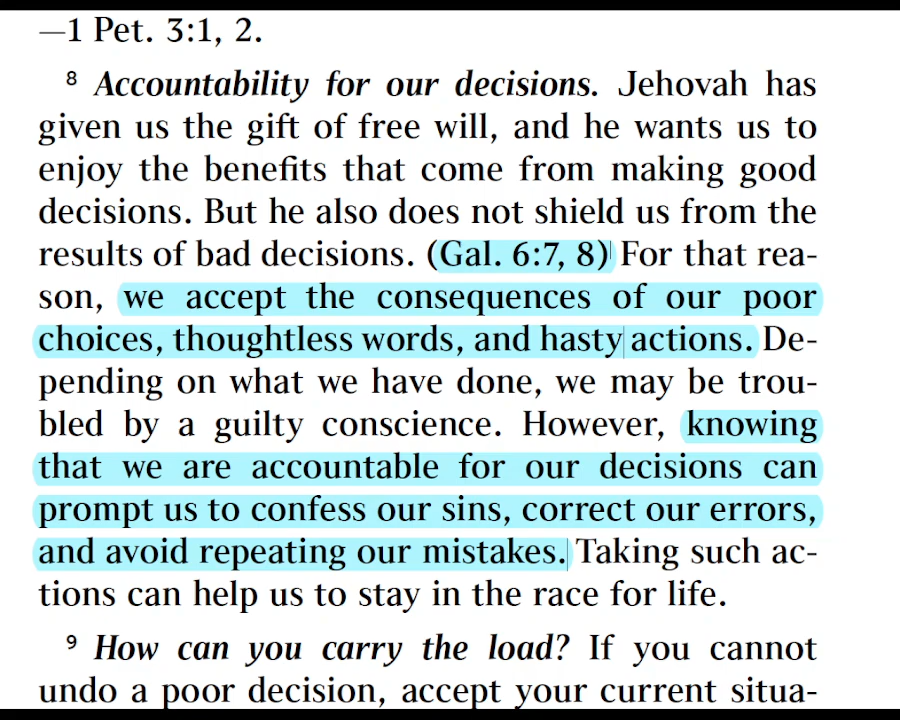 —1 Pet. 3:1, 2.
8 Accountability for our decisions. Jehovah has
given us the gift of free will, and he wants us to
enjoy the benefits that come from making good
decisions. But he also does not shield us from the
results of bad decisions. (Gal. 6:7, 8) For that rea-
son, we accept the consequences of our poor
choices, thoughtless words, and hasty actions. De-
pending on what we have done, we may be trou-
bled by a guilty conscience. However, knowing
that we are accountable for our decisions can
prompt us to confess our sins, correct our errors,
and avoid repeating our mistakes. Taking such ac-
tions can help us to stay in the race for life.
9 How can you carry the load? If you cannot
undo a poor decision, accept your current situa-